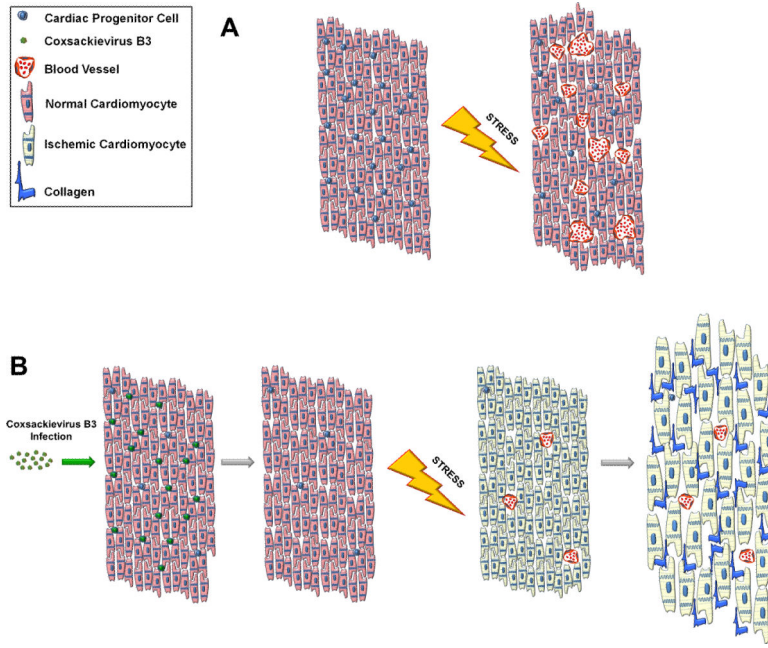 Cardiac Progenitor Cell
Coxsackievirus B3
Blood Vessel
Normal Cardiomyocyte
Ischemic Cardiomyocyte
Collagen
A
STRESS
B
Coxsackievirus B3
Infection
STRESS